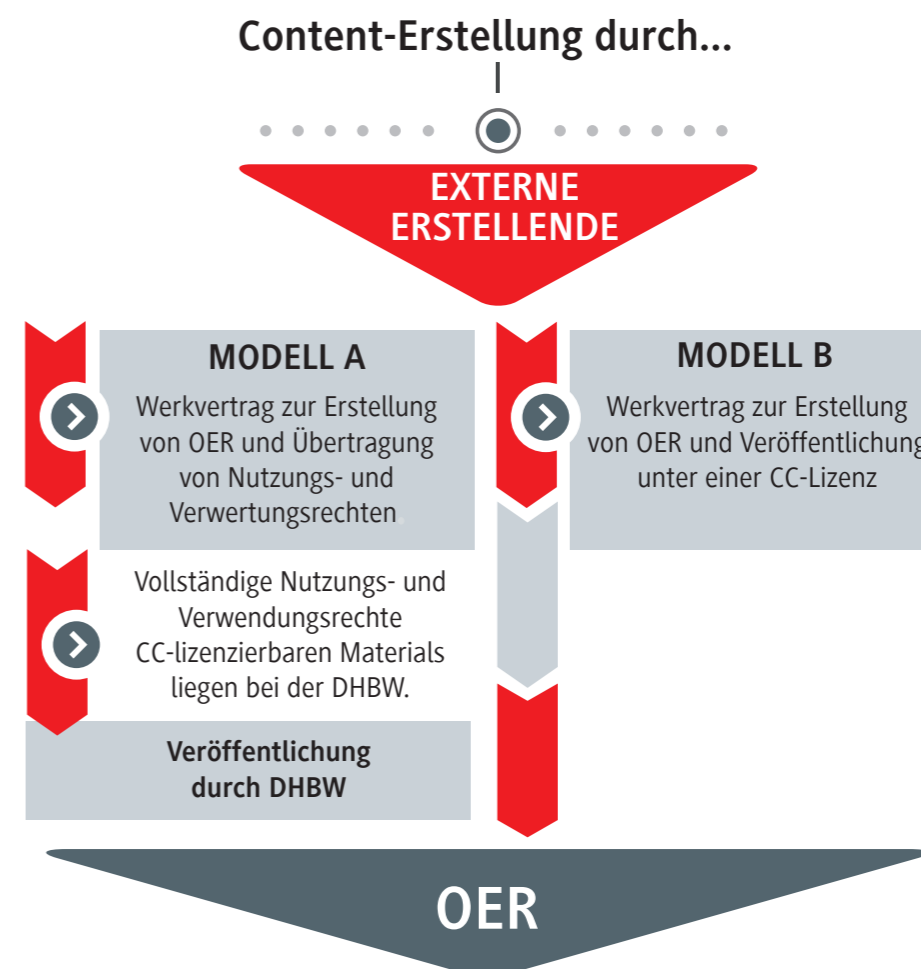 Content-Erstellung durch...
EXTERNE
ERSTELLENDE
MODELL A
Werkvertrag zur Erstellung
von OER und Übertragung
von Nutzungs- und
Verwertungsrechten.
Vollständige Nutzungs- und
Verwendungsrechte
CC-lizenzierbaren Materials
liegen bei der DHBW.
Veröffentlichung
durch DHBW
MODELL B
Werkvertrag zur Erstellung
von OER und Veröffentlichung
unter einer CC-Lizenz
OER